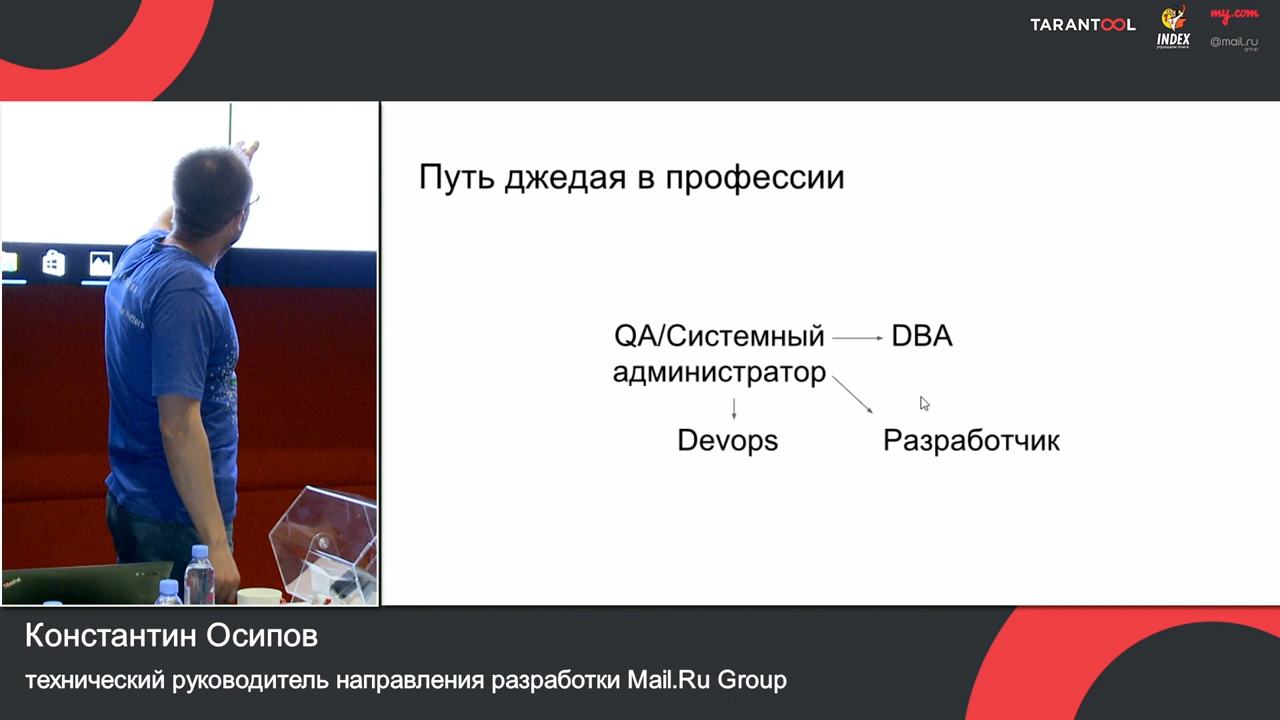 TARANTOOL
INDEX
my.com
@mail.ru
group
Путь джедая в профессии
QA/Системный
администратор
DBA
Devops
Разработчик
Константин Осипов
технический руководитель направления разработки Mail.Ru Group